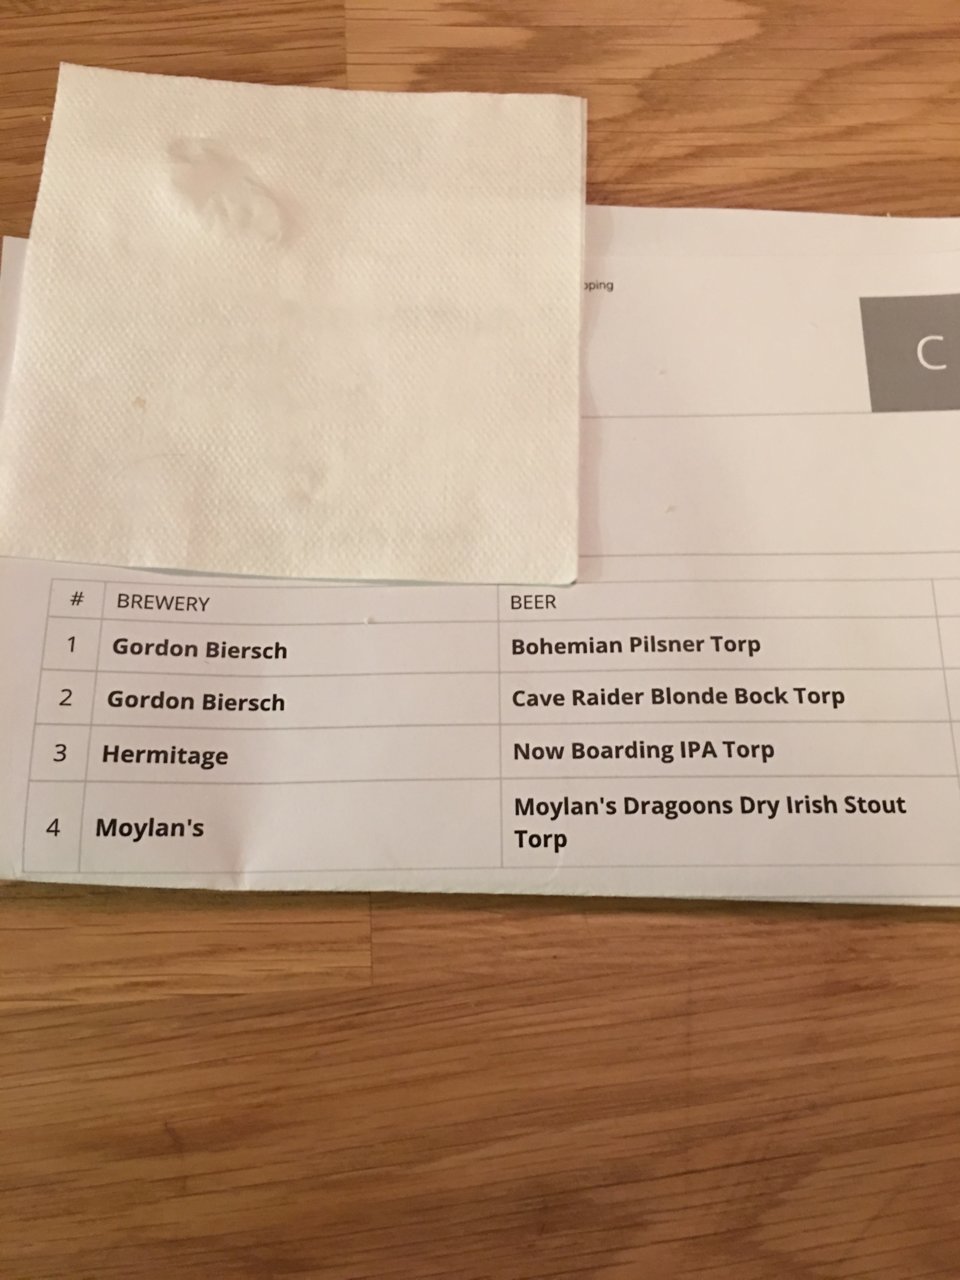 C
# BREWERY BEER
1 Gordon Biersch Bohemian Pilsner Torp
2 Gordon Biersch Cave Raider Blonde Bock Torp
3 Hermitage Now Boarding IPA Torp
4 Moylan's Moylan's Dragoons Dry Irish Stout
Torp